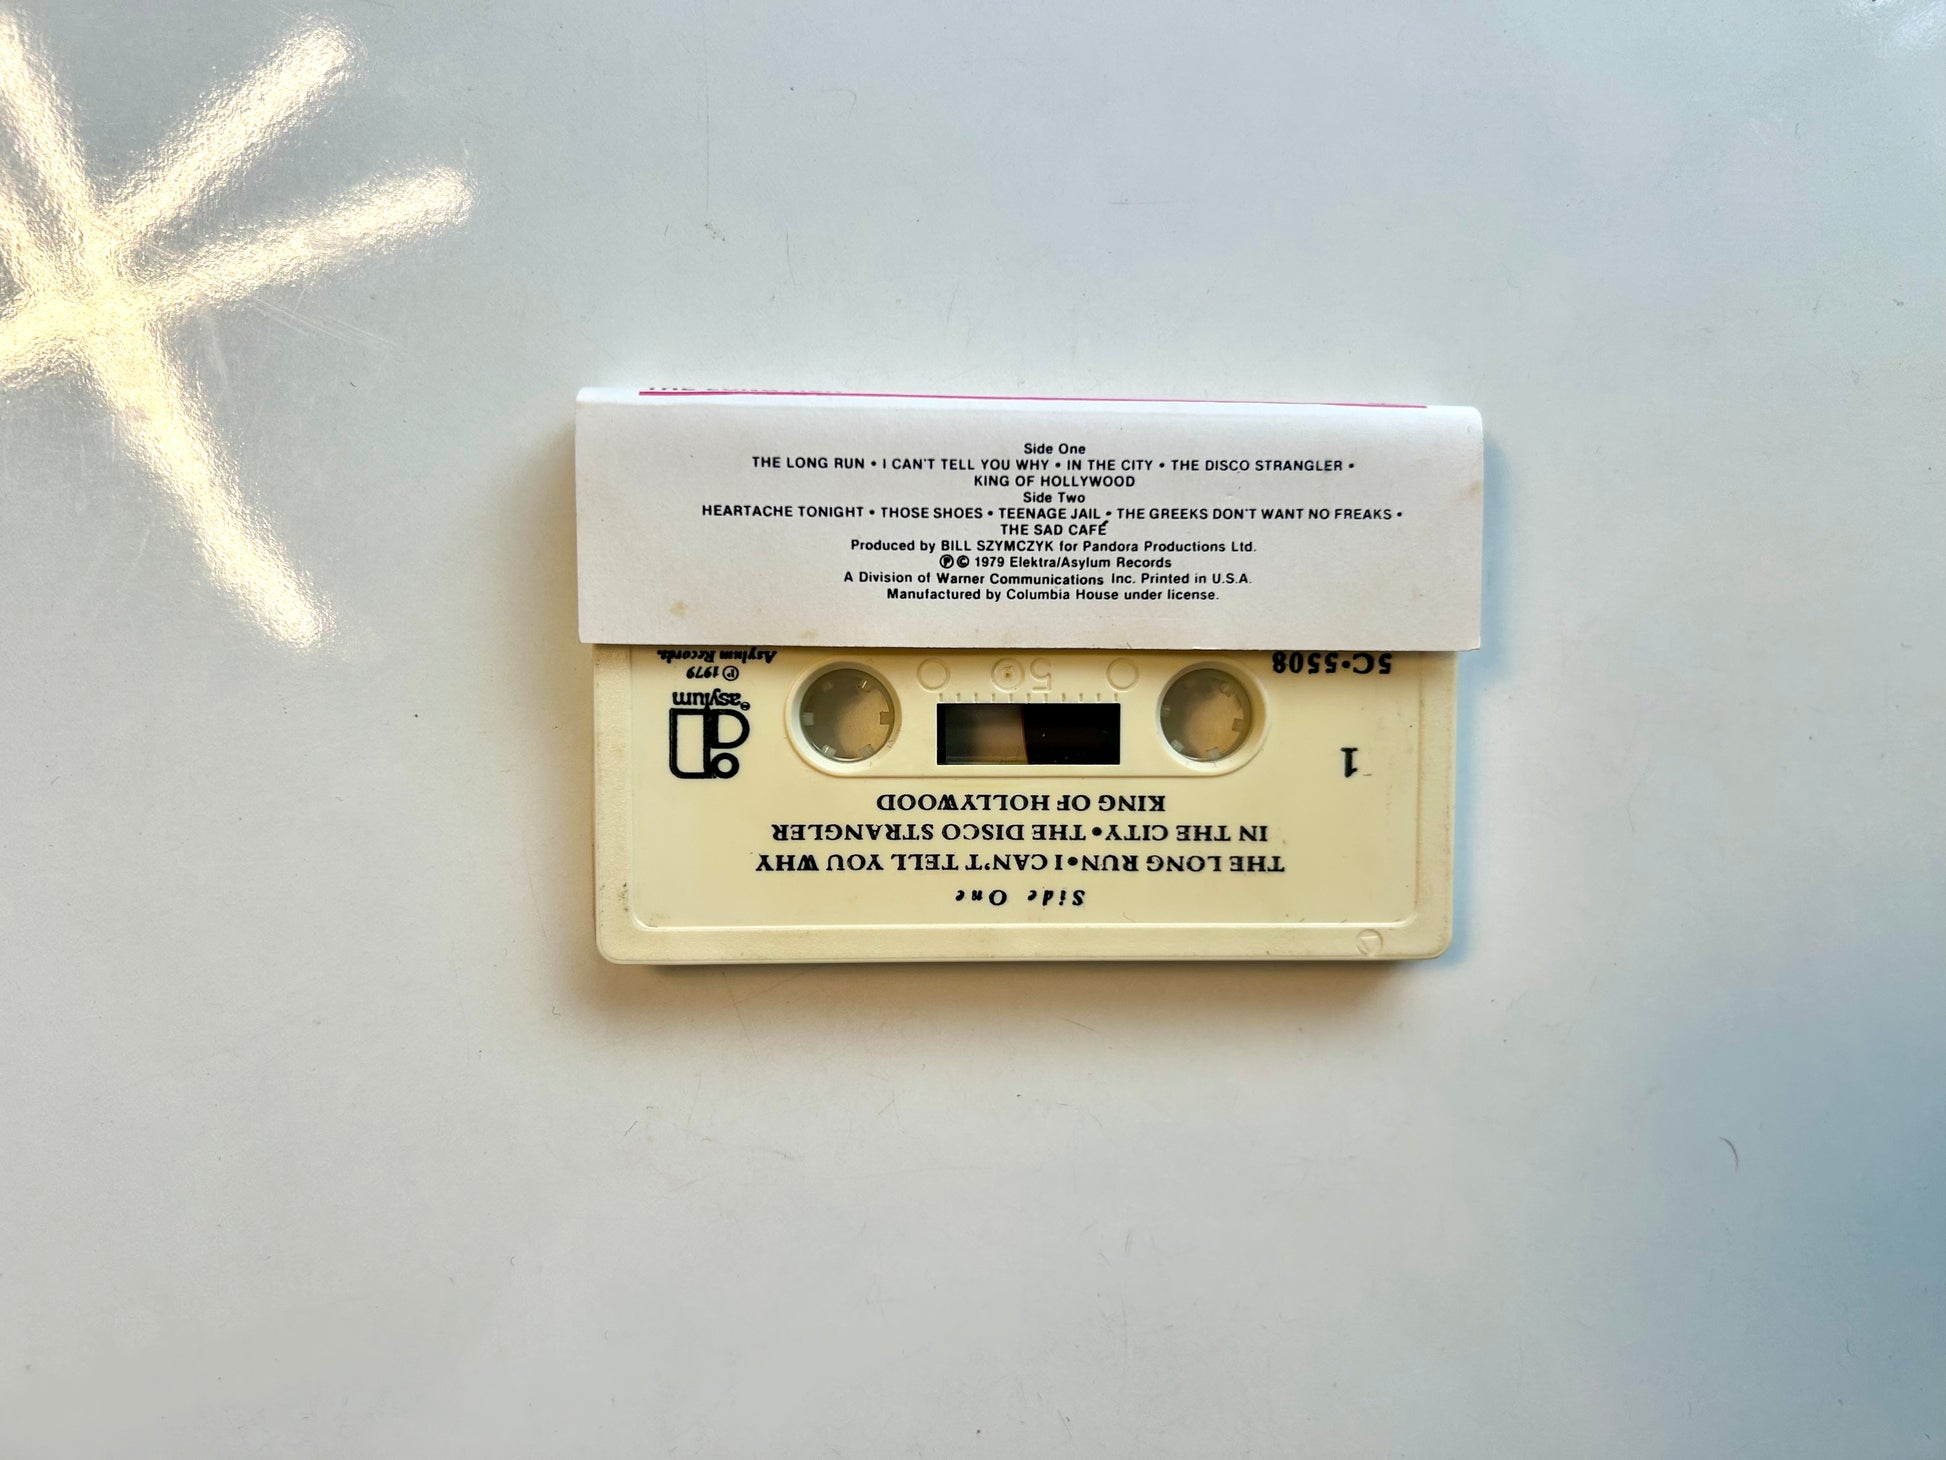 Side One
THE LONG RUN • I CAN'T TELL YOU WHY • IN THE CITY • THE DISCO STRANGLER •
KING OF HOLLYWOOD
Side Two
HEARTACHE TONIGHT • THOSE SHOES • TEENAGE JAIL • THE GREEKS DON'T WANT NO FREAKS •
THE SAD CAFÉ
Produced by BILL SZYMCZYK for Pandora Productions Ltd.
℗© 1979 Elektra/Asylum Records
A Division of Warner Communications Inc. Printed in U.S.A.
Manufactured by Columbia House under license.
Side One
THE LONG RUN • I CAN'T TELL YOU WHY
IN THE CITY • THE DISCO STRANGLER
KING OF HOLLYWOOD
1
asylum
℗ 1979
Asylum Records.
5C•5508
50